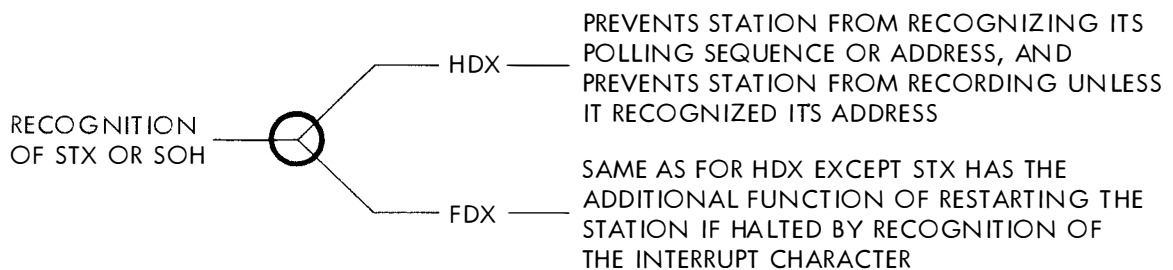 RECOGNITION
OF STX OR SOH
HDX
PREVENTS STATION FROM RECOGNIZING ITS
POLLING SEQUENCE OR ADDRESS, AND
PREVENTS STATION FROM RECORDING UNLESS
IT RECOGNIZED ITS ADDRESS
FDX
SAME AS FOR HDX EXCEPT STX HAS THE
ADDITIONAL FUNCTION OF RESTARTING THE
STATION IF HALTED BY RECOGNITION OF
THE INTERRUPT CHARACTER